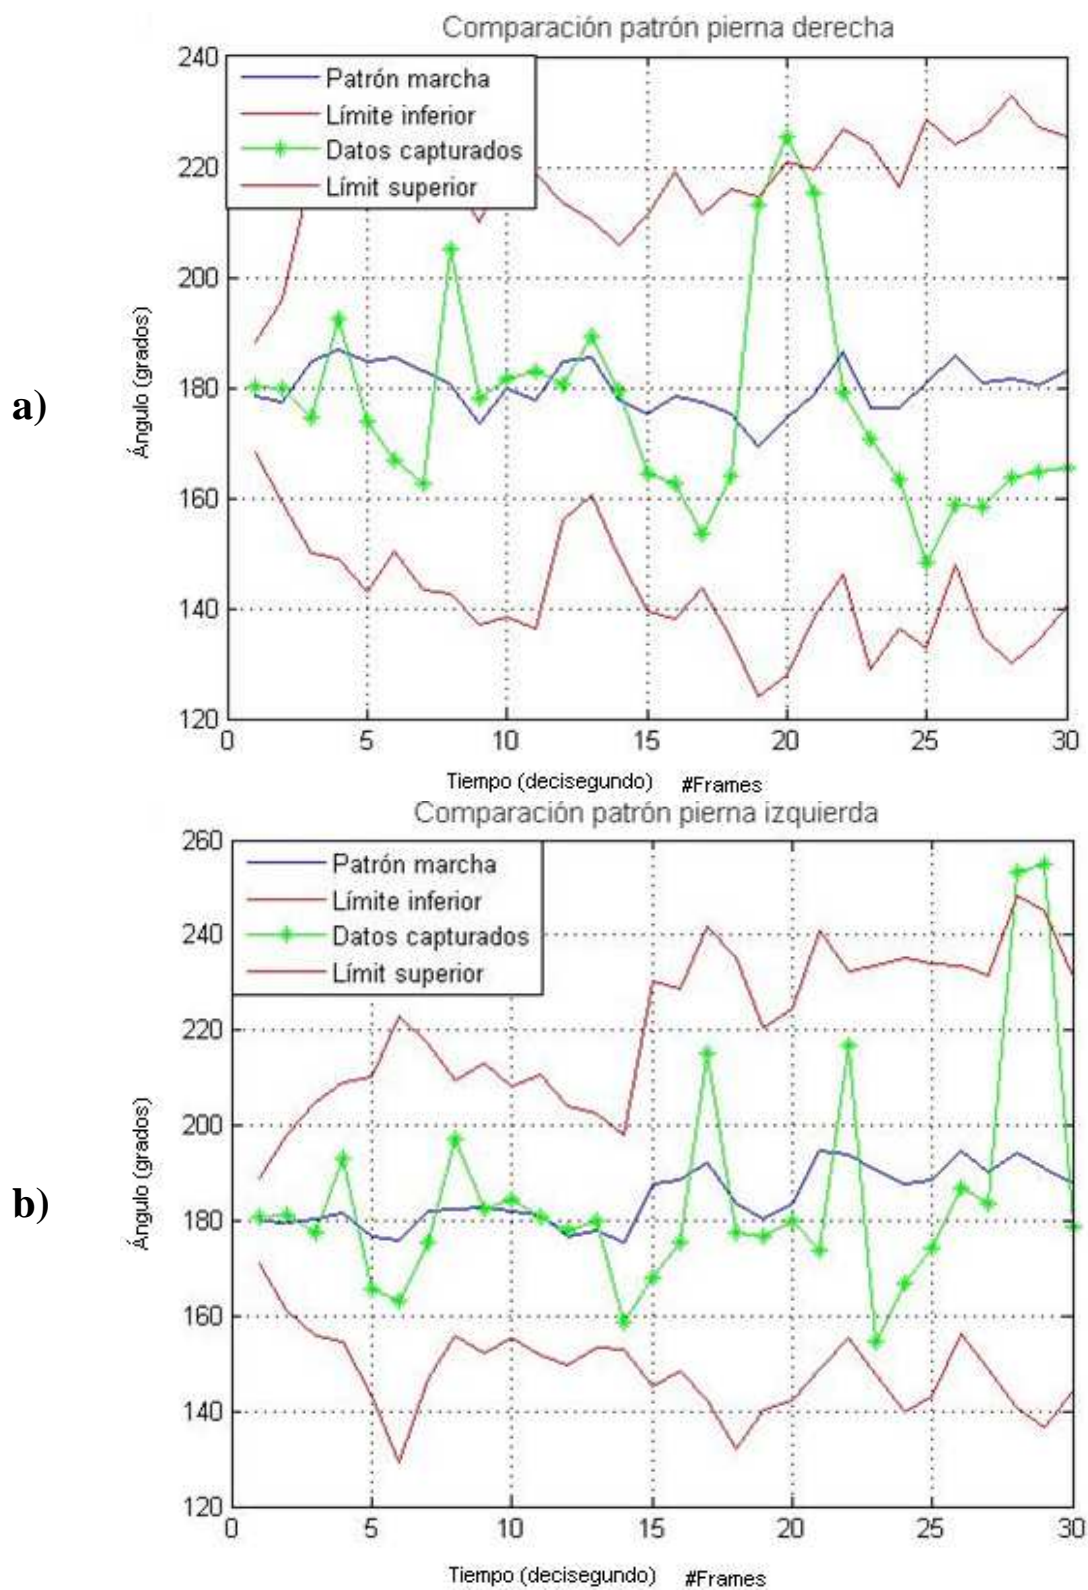 Comparación patrón pierna derecha
240
220
200
180
160
140
120
Patrón marcha
Límite inferior
Datos capturados
Límit superior
Ángulo (grados)
a)
0 5 10 15 20 25 30
Tiempo (decisegundo) #Frames
Comparación patrón pierna izquierda
260
240
220
200
180
160
140
120
Patrón marcha
Límite inferior
Datos capturados
Límit superior
Ángulo (grados)
b)
0 5 10 15 20 25 30
Tiempo (decisegundo) #Frames